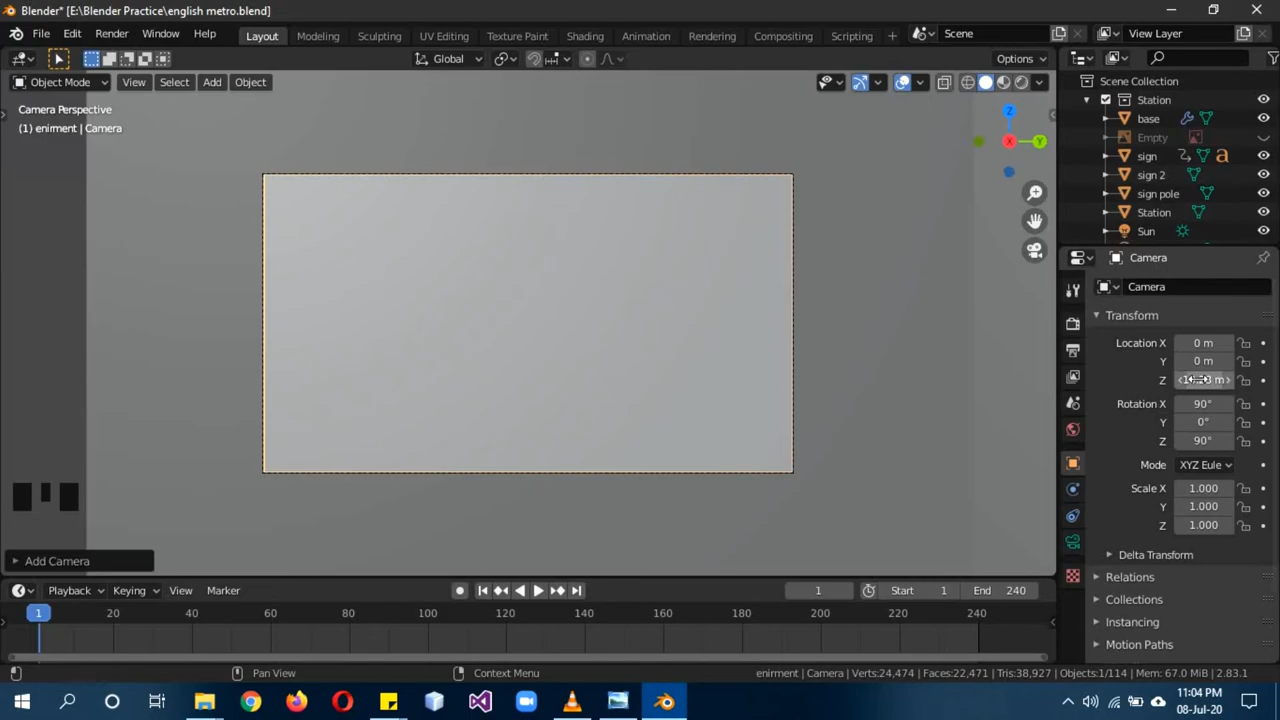 Blender* [E:\Blender Practice\english metro.blend]
File Edit Render Window Help Layout Modeling Sculpting UV Editing Texture Paint Shading Animation Rendering Compositing Scripting + Scene View Layer
Global Options
Object Mode View Select Add Object
Camera Perspective
(1) enirment | Camera
Z
X
Y
Scene Collection
Station
base
Empty
sign
sign 2
sign pole
Station
Sun
Camera
Camera
Transform
Location X 0 m
Y 0 m
Z
Rotation X 90°
Y 0°
Z 90°
Mode XYZ Eule
Scale X 1.000
Y 1.000
Z 1.000
Delta Transform
Relations
Collections
Instancing
Motion Paths
Add Camera
Playback Keying View Marker 1 Start 1 End 240
1 20 40 60 80 100 120 140 160 180 200 220 240
Pan View Context Menu enirment | Camera | Verts:24,474 | Faces:22,471 | Tris:38,927 | Objects:1/114 | Mem: 67.0 MiB | 2.83.1
11:04 PM
08-Jul-20